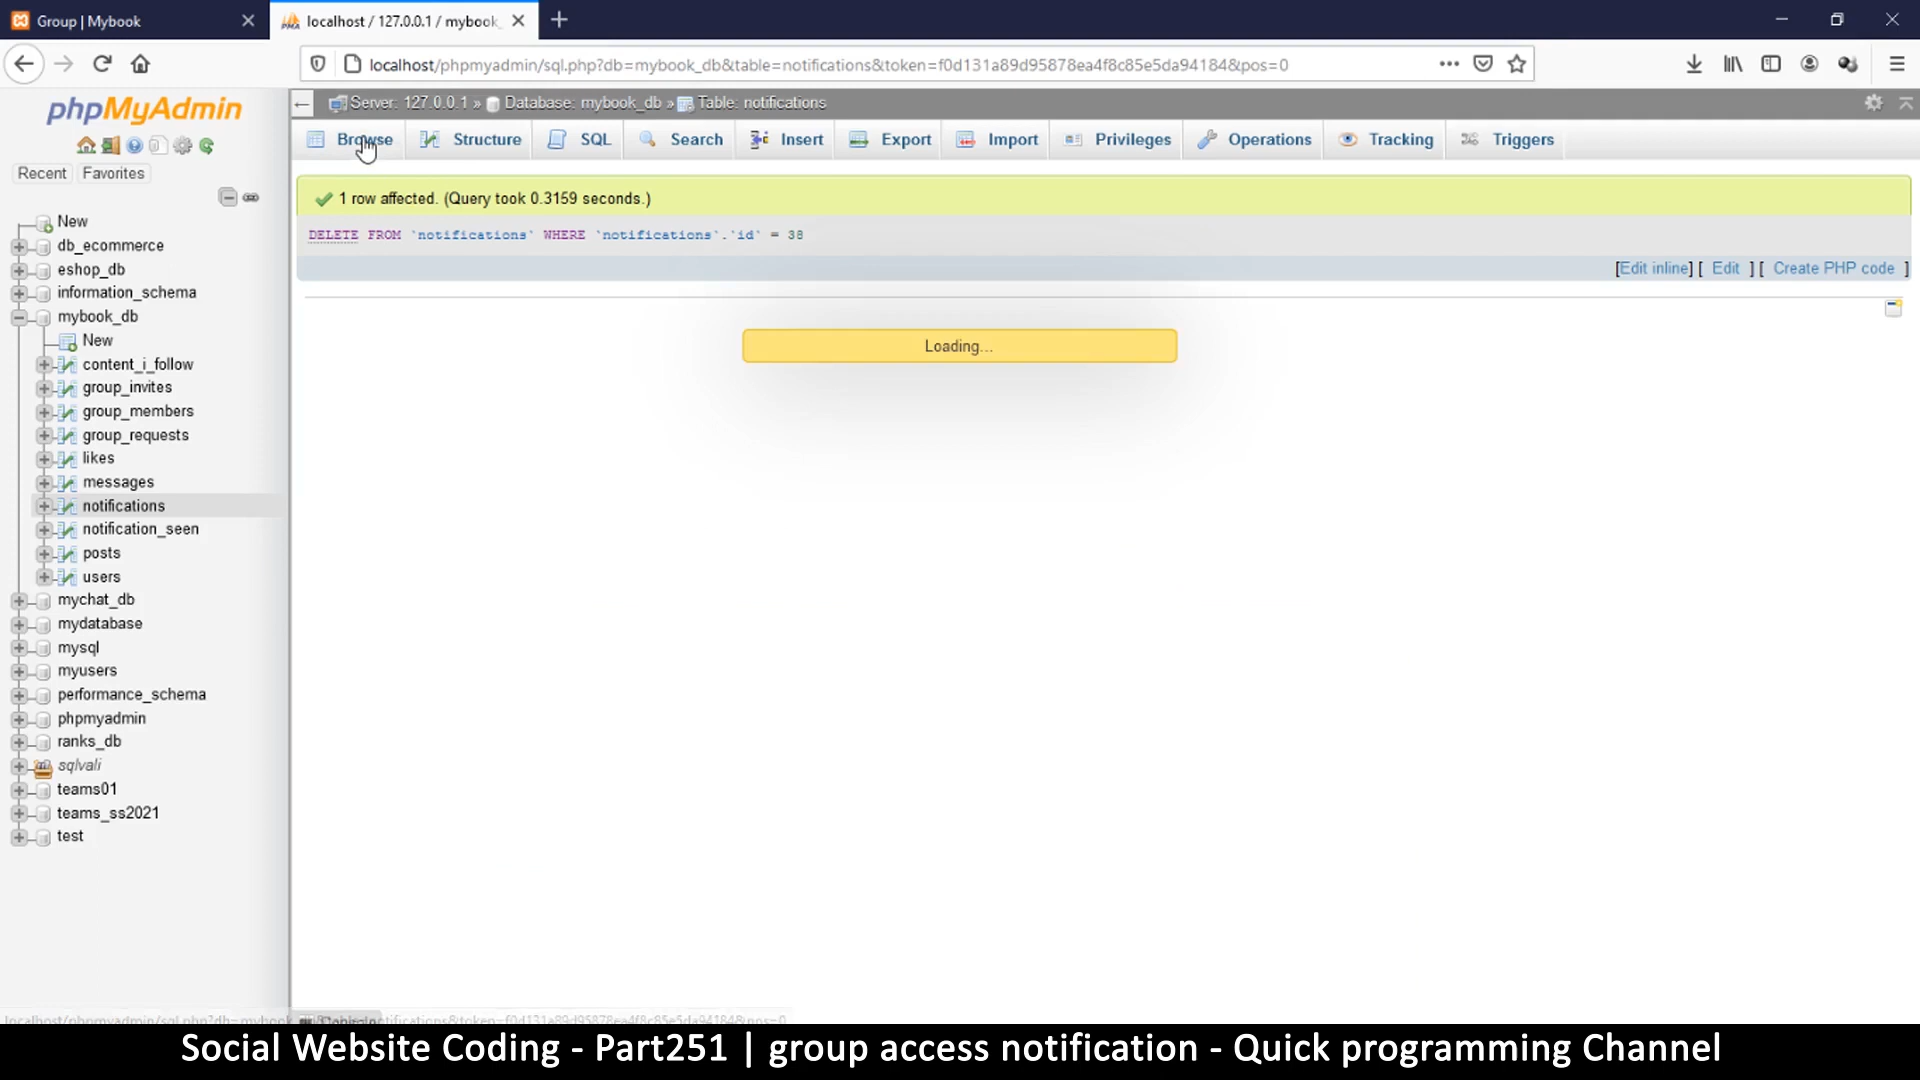 Group | Mybook
localhost / 127.0.0.1 / mybook_
localhost/phpmyadmin/sql.php?db=mybook_db&table=notifications&token=f0d131a89d95878ea4f8c85e5da94184&pos=0
phpMyAdmin
Recent Favorites
New
db_ecommerce
eshop_db
information_schema
mybook_db
New
content_i_follow
group_invites
group_members
group_requests
likes
messages
notifications
notification_seen
posts
users
mychat_db
mydatabase
mysql
myusers
performance_schema
phpmyadmin
ranks_db
sqlvali
teams01
teams_ss2021
test
Server: 127.0.0.1 » Database: mybook_db » Table: notifications
Browse Structure SQL Search Insert Export Import Privileges Operations Tracking Triggers
1 row affected. (Query took 0.3159 seconds.)
DELETE FROM `notifications` WHERE `notifications`.`id` = 38
[Edit inline] [ Edit ] [ Create PHP code ]
Loading...
Social Website Coding - Part251 | group access notification - Quick programming Channel